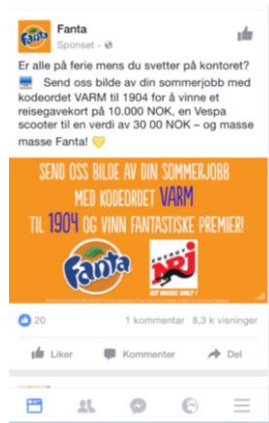 Fanta
Sponset
Er alle på ferie mens du svetter på kontoret?
Send oss bilde av din sommerjobb med
kodeordet VARM til 1904 for å vinne et
reisegavekort på 10.000 NOK, en Vespa
scooter til en verdi av 30 00 NOK – og masse
masse Fanta!
SEND OSS BILDE AV DIN SOMMERJOBB
MED KODEORDET VARM
TIL 1904 OG VINN FANTASTISKE PREMIER!
Fanta
ENERGY
NRJ
HIT MUSIC ONLY!
20
1 kommentar 8,3 k visninger
Liker Kommenter Del